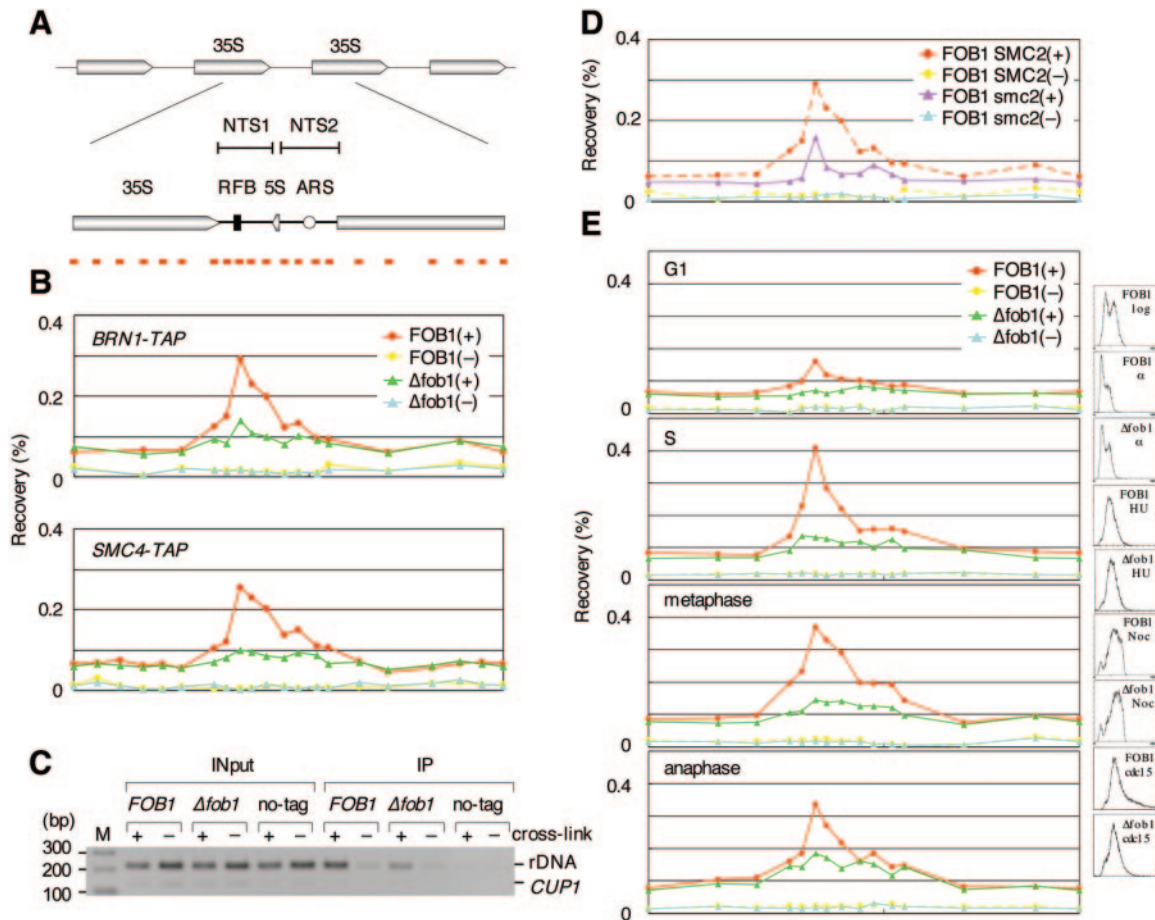 A
35S 35S
NTS1 NTS2
35S RFB 5S ARS
B
Recovery (%)
0.4
0.2
0
BRN1-TAP
FOB1(+)
FOB1(−)
Δfob1(+)
Δfob1(−)
0.4
0.2
0
SMC4-TAP
C
INput IP
FOB1 Δfob1 no-tag FOB1 Δfob1 no-tag
(bp) M + − + − + − + − + − + − cross-link
300
200
100
rDNA
CUP1
D
Recovery (%)
0.4
0.2
0
FOB1 SMC2(+)
FOB1 SMC2(−)
FOB1 smc2(+)
FOB1 smc2(−)
E
Recovery (%)
G1
0.4
0
FOB1(+)
FOB1(−)
Δfob1(+)
Δfob1(−)
S
0.4
0
metaphase
0.4
0
anaphase
0.4
0
FOB1
log
FOB1
α
Δfob1
α
FOB1
HU
Δfob1
HU
FOB1
Noc
Δfob1
Noc
FOB1
cdc15
Δfob1
cdc15